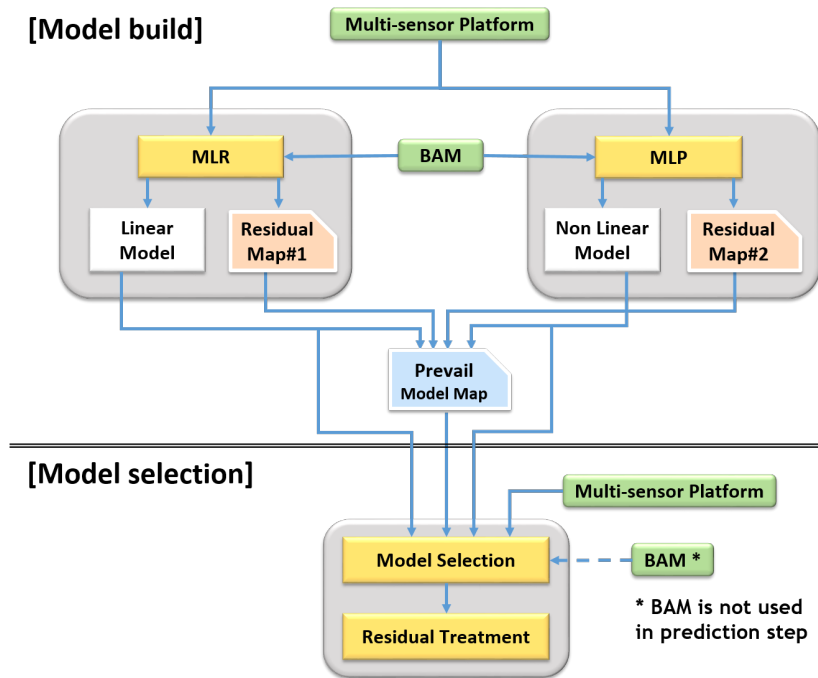 [Model build]
Multi-sensor Platform
MLR
BAM
MLP
Linear
Model
Residual
Map#1
Non Linear
Model
Residual
Map#2
Prevail
Model Map
[Model selection]
Multi-sensor Platform
Model Selection
BAM *
Residual Treatment
* BAM is not used
in prediction step